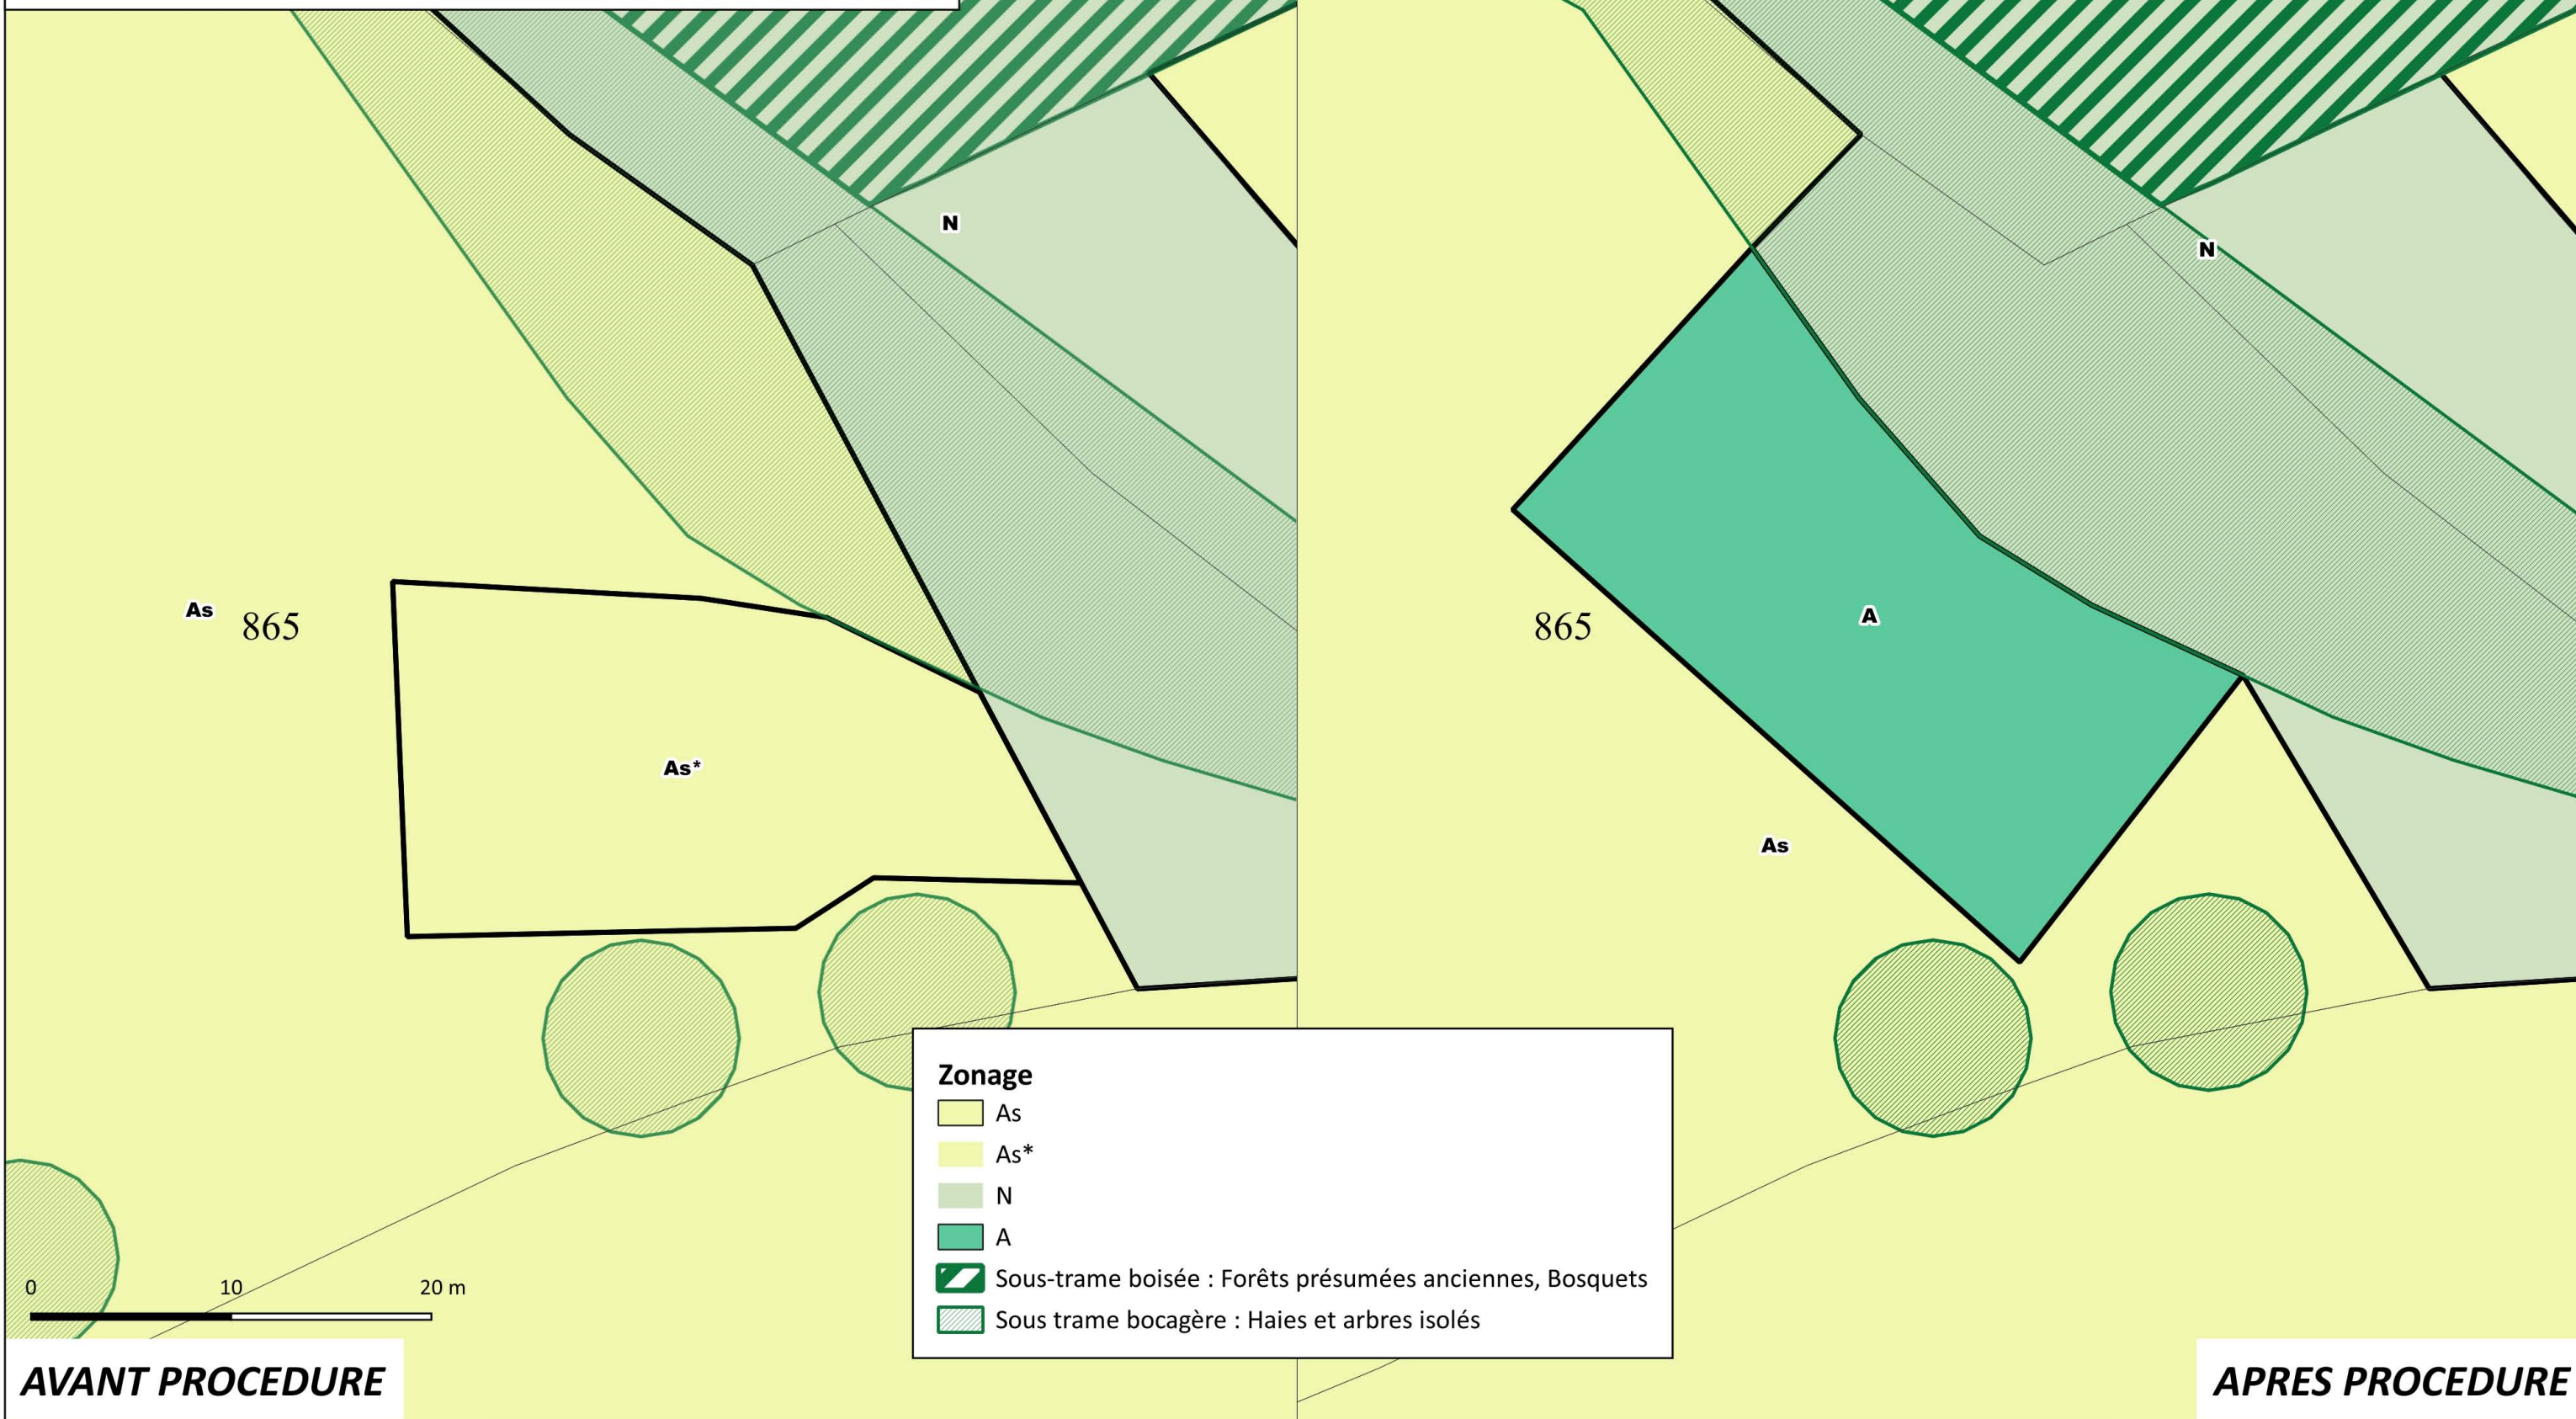 N
As 865
As*
0 10 20 m
AVANT PROCEDURE
N
A
865
As
Zonage
As
As*
N
A
Sous-trame boisée : Forêts présumées anciennes, Bosquets
Sous trame bocagère : Haies et arbres isolés
APRES PROCEDURE